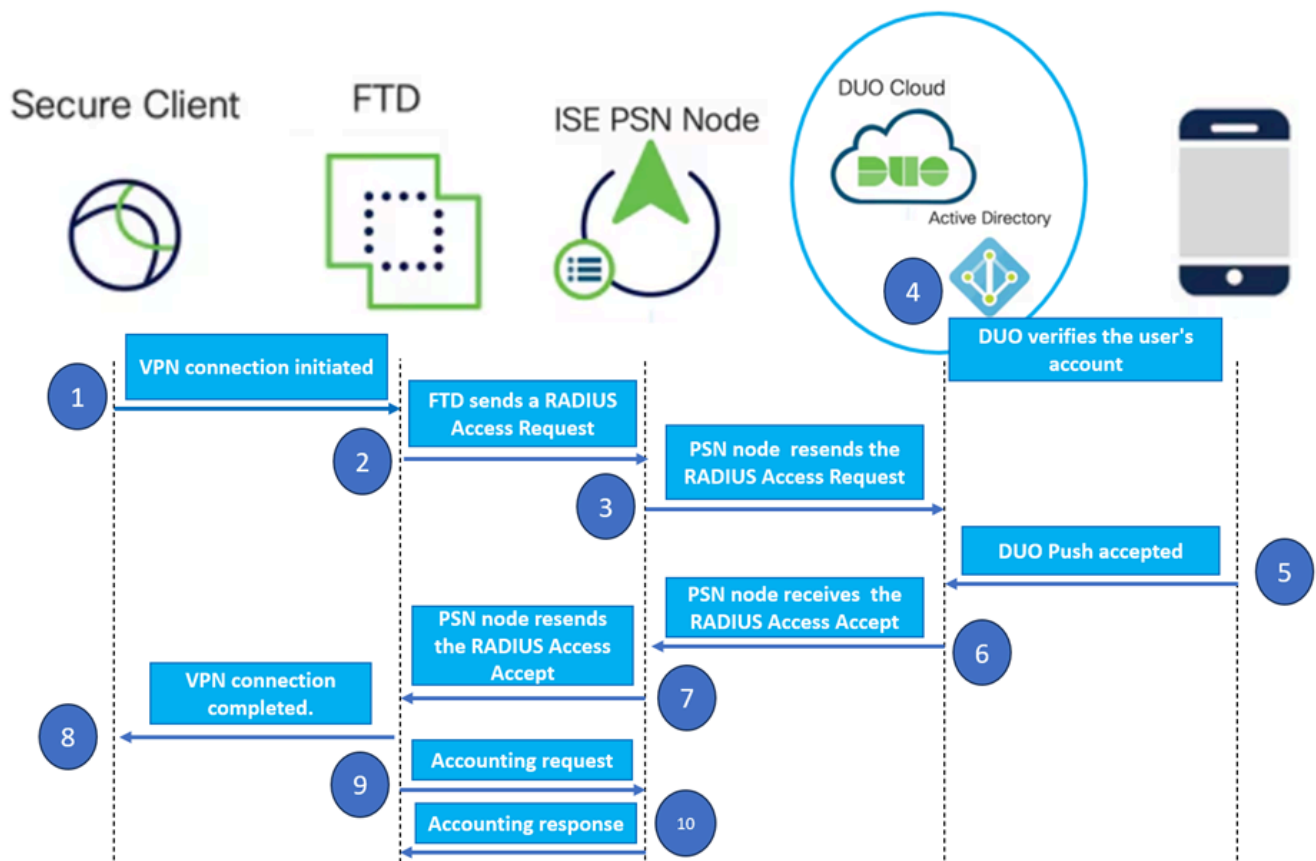 Secure Client
FTD
ISE PSN Node
DUO Cloud
DUO
Active Directory
4
VPN connection initiated
DUO verifies the user's
account
1
FTD sends a RADIUS
Access Request
2
PSN node resends the
RADIUS Access Request
3
DUO Push accepted
5
PSN node receives the
RADIUS Access Accept
6
PSN node resends
the RADIUS Access
Accept
7
VPN connection
completed.
8
Accounting request
9
Accounting response
10